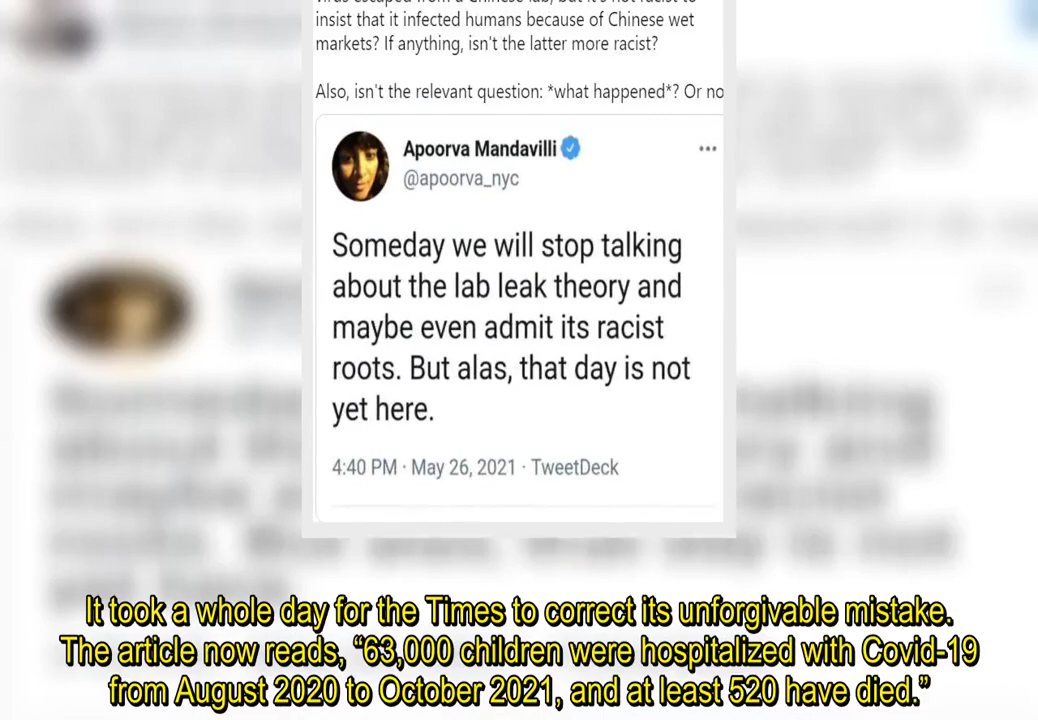 insist that it infected humans because of Chinese wet
markets? If anything, isn't the latter more racist?
Also, isn't the relevant question: *what happened*? Or no
Apoorva Mandavilli
@apoorva_nyc
Someday we will stop talking
about the lab leak theory and
maybe even admit its racist
roots. But alas, that day is not
yet here.
4:40 PM · May 26, 2021 · TweetDeck
It took a whole day for the Times to correct its unforgivable mistake.
The article now reads, “63,000 children were hospitalized with Covid-19
from August 2020 to October 2021, and at least 520 have died.”